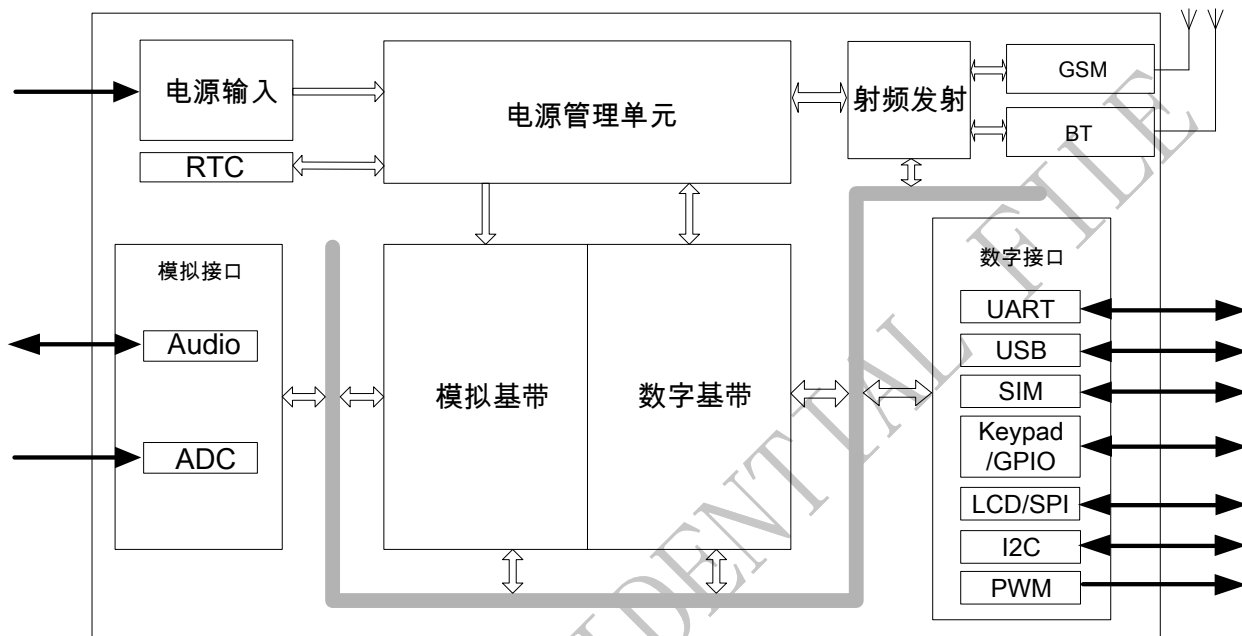 电源输入
电源管理单元
射频发射
GSM
BT
RTC
模拟接口
Audio
ADC
模拟基带
数字基带
数字接口
UART
USB
SIM
Keypad
/GPIO
LCD/SPI
I2C
PWM
IDENTIAL FILE